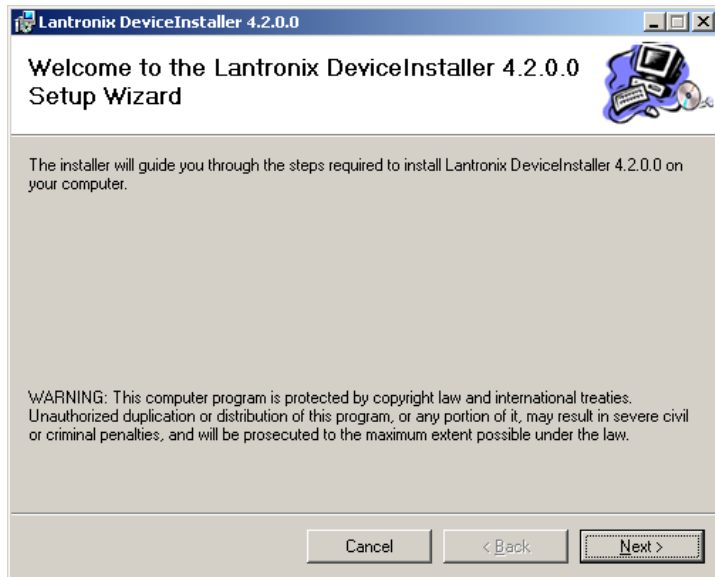 Lantronix DeviceInstaller 4.2.0.0
Welcome to the Lantronix DeviceInstaller 4.2.0.0
Setup Wizard
The installer will guide you through the steps required to install Lantronix DeviceInstaller 4.2.0.0 on
your computer.
WARNING: This computer program is protected by copyright law and international treaties.
Unauthorized duplication or distribution of this program, or any portion of it, may result in severe civil
or criminal penalties, and will be prosecuted to the maximum extent possible under the law.
Cancel < Back Next >